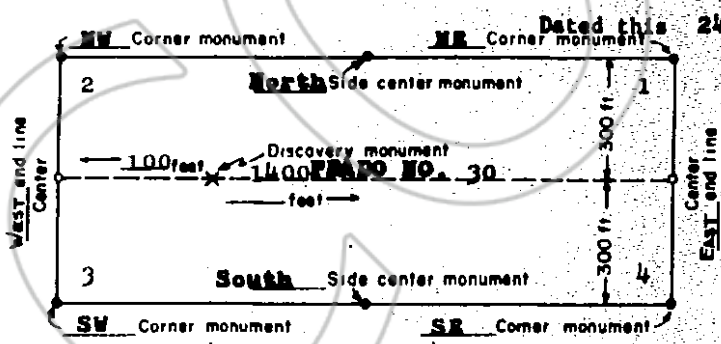 Dated this 24
NW Corner monument NE Corner monument
2 North Side center monument 1
300 ft
100 feet Discovery monument
1400 NO. 30
feet
WEST end line
Center
Center
EAST end line
300 ft
3 South Side center monument 4
SW Corner monument SE Corner monument